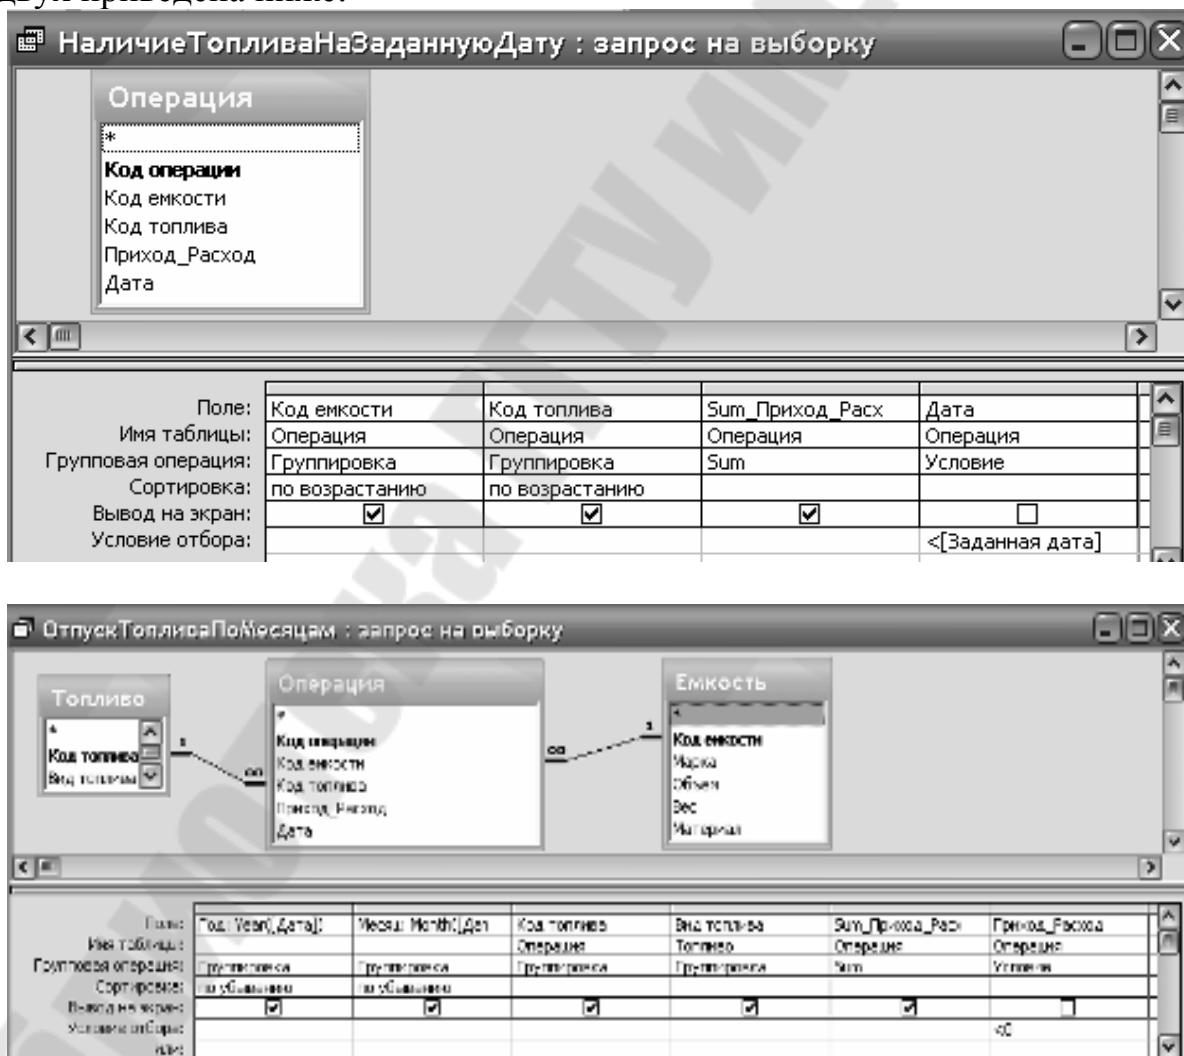 НаличиеТопливаНаЗаданнуюДату : запрос на выборку
Операция
*
Код операции
Код емкости
Код топлива
Приход_Расход
Дата
Поле: Код емкости Код топлива Sum_Приход_Расх Дата
Имя таблицы: Операция Операция Операция Операция
Групповая операция: Группировка Группировка Sum Условие
Сортировка: по возрастанию по возрастанию
Вывод на экран:
Условие отбора: <[Заданная дата]
ОтпускТопливаПоМесяцам : запрос на выборку
Топливо
*
Код топлива
Вид топлива
Операция
*
Код операции
Код емкости
Код топлива
Приход_Расход
Дата
Емкость
*
Код емкости
Марка
Объем
Вес
Материал
1 ∞ ∞ 1
Поле: Год: Year([Дата]) Месяц: Month([Дат Код топлива Вид топлива Sum_Приход_Расх Приход_Расход
Имя таблицы: Операция Топливо Операция Операция
Групповая операция: Группировка Группировка Группировка Группировка Sum Условие
Сортировка: по убыванию по убыванию
Вывод на экран:
Условие отбора: <0
или: